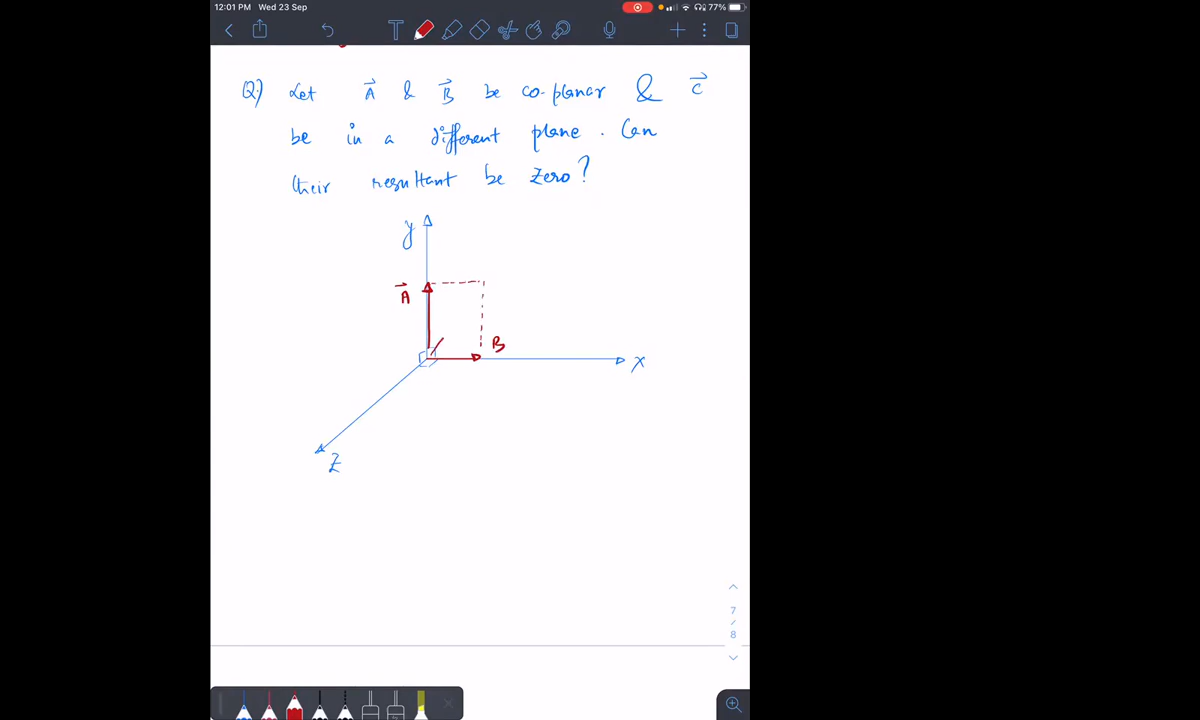 12:01 PM Wed 23 Sep
77%
T
Q:) Let A & B be co-planar & C
be in a different plane. Can
their resultant be zero?
y
A
B
X
Z
7
/
8